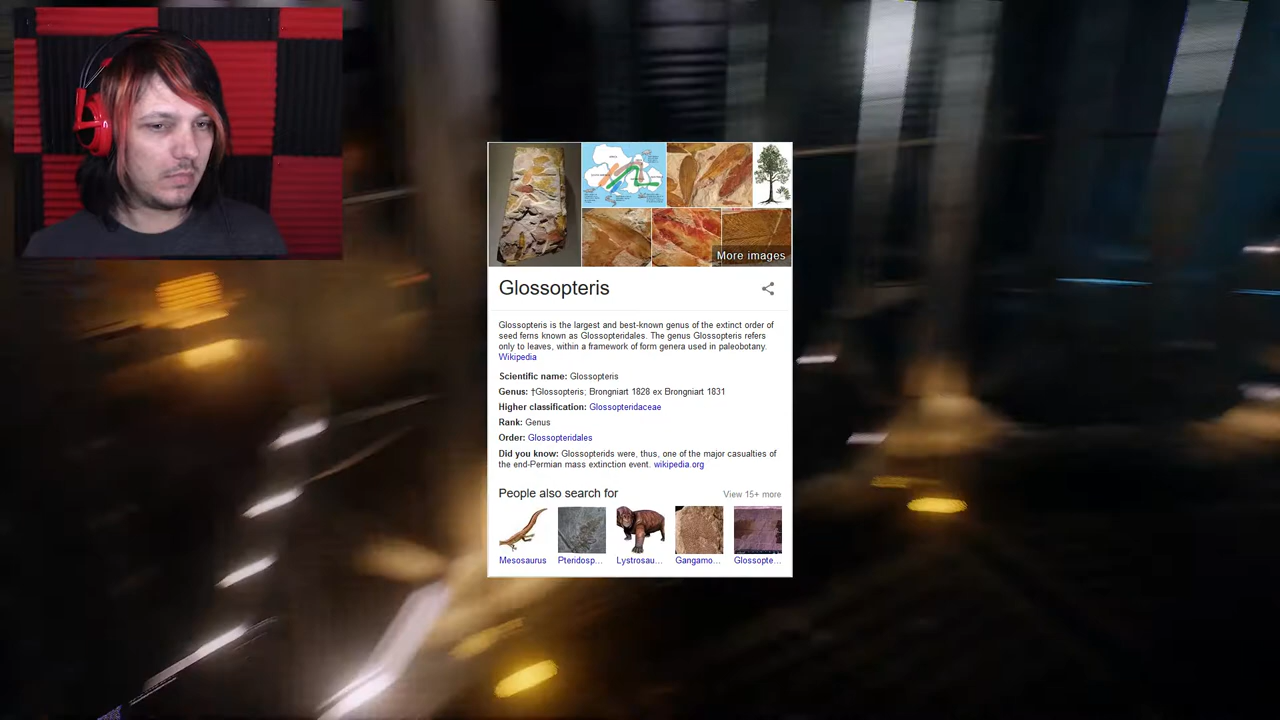 More images
Glossopteris
Glossopteris is the largest and best-known genus of the extinct order of
seed ferns known as Glossopteridales. The genus Glossopteris refers
only to leaves, within a framework of form genera used in paleobotany.
Wikipedia
Scientific name: Glossopteris
Genus: †Glossopteris; Brongniart 1828 ex Brongniart 1831
Higher classification: Glossopteridaceae
Rank: Genus
Order: Glossopteridales
Did you know: Glossopterids were, thus, one of the major casualties of
the end-Permian mass extinction event. wikipedia.org
People also search for
View 15+ more
Mesosaurus Pteridosp... Lystrosau... Gangamo... Glossopte...